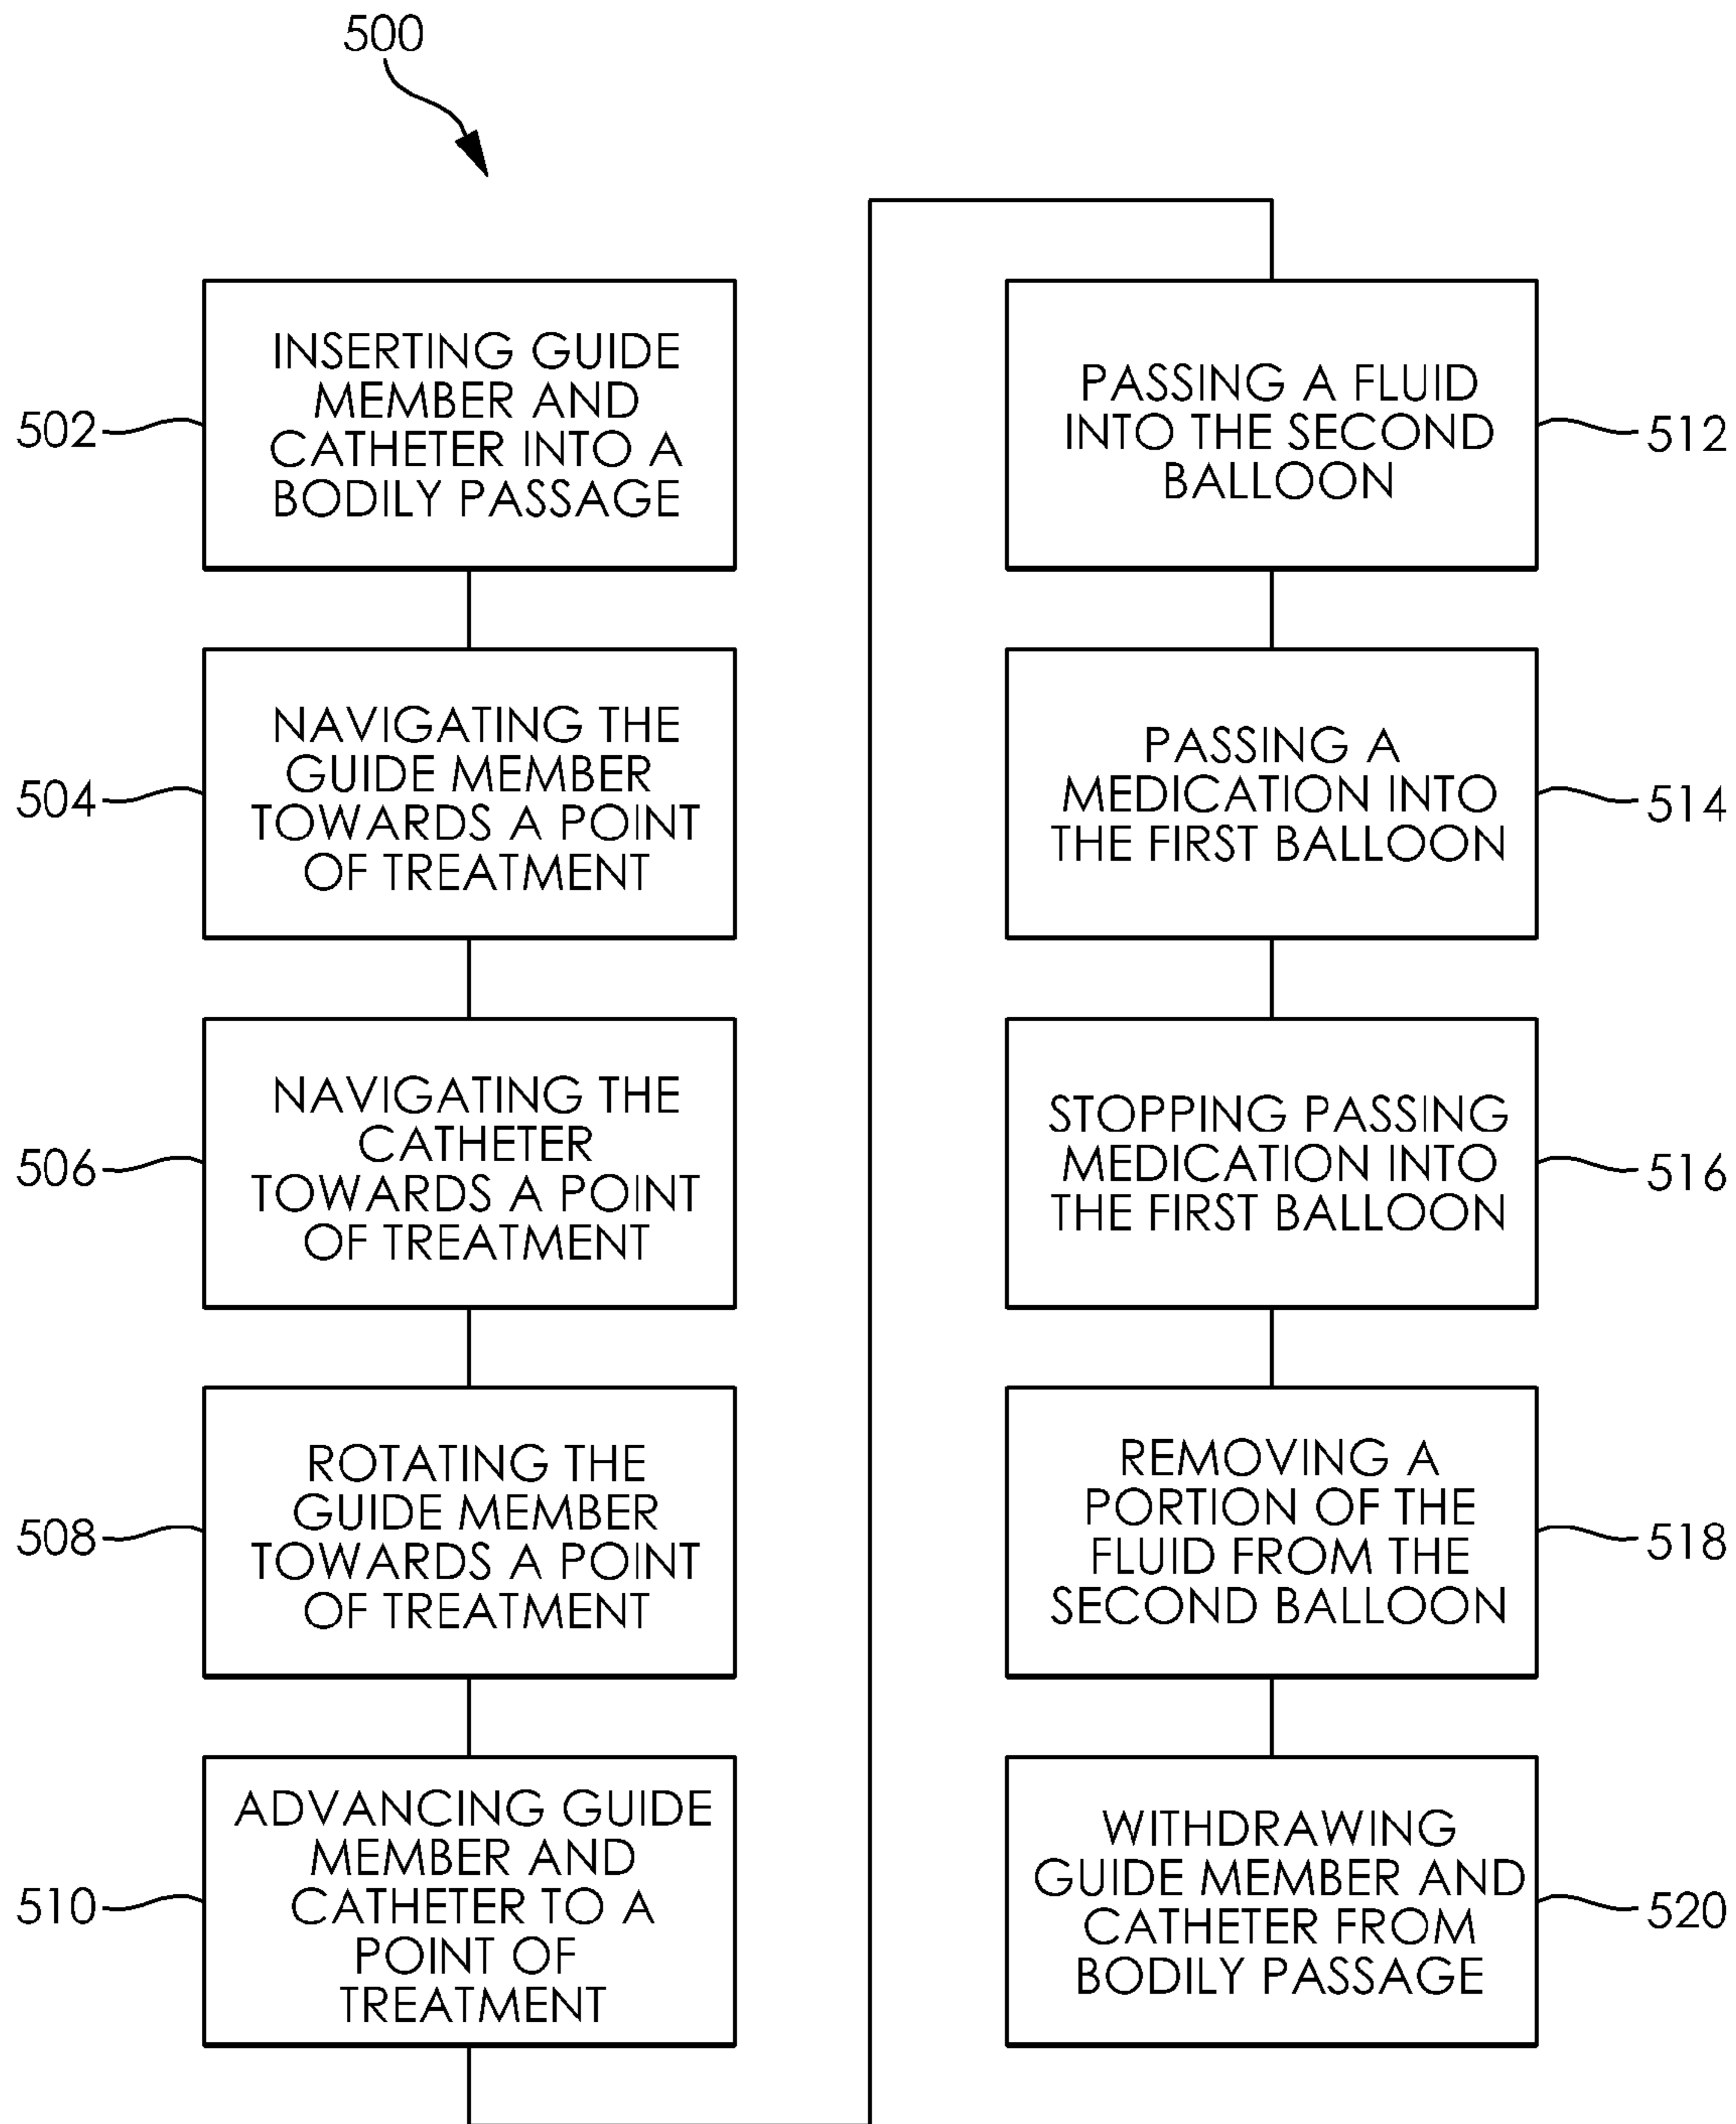 500
502
INSERTING GUIDE
MEMBER AND
CATHETER INTO A
BODILY PASSAGE
504
NAVIGATING THE
GUIDE MEMBER
TOWARDS A POINT
OF TREATMENT
506
NAVIGATING THE
CATHETER
TOWARDS A POINT
OF TREATMENT
508
ROTATING THE
GUIDE MEMBER
TOWARDS A POINT
OF TREATMENT
510
ADVANCING GUIDE
MEMBER AND
CATHETER TO A
POINT OF
TREATMENT
PASSING A FLUID
INTO THE SECOND
BALLOON
512
PASSING A
MEDICATION INTO
THE FIRST BALLOON
514
STOPPING PASSING
MEDICATION INTO
THE FIRST BALLOON
516
REMOVING A
PORTION OF THE
FLUID FROM THE
SECOND BALLOON
518
WITHDRAWING
GUIDE MEMBER AND
CATHETER FROM
BODILY PASSAGE
520